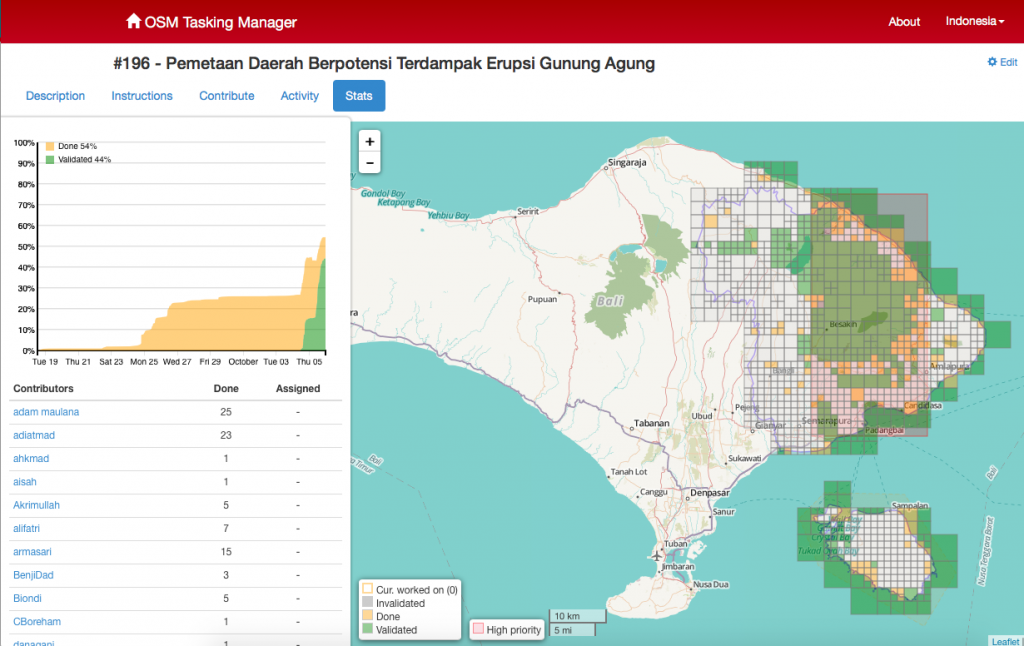 OSM Tasking Manager
About
Indonesia
#196 - Pemetaan Daerah Berpotensi Terdampak Erupsi Gunung Agung
Edit
Description Instructions Contribute Activity Stats
100%
90%
80%
70%
60%
50%
40%
30%
20%
10%
0%
Done 54%
Validated 44%
Tue 19 Thu 21 Sat 23 Mon 25 Wed 27 Fri 29 October Tue 03 Thu 05
Contributors Done Assigned
adam maulana 25 -
adiatmad 23 -
ahkmad 1 -
aisah 1 -
Akrimullah 5 -
alifatri 7 -
armasari 15 -
BenjiDad 3 -
Biondi 5 -
CBoreham 1 -
danagani 1 -
+
-
Singaraja
Gondol Bay
Ketapang Bay
Yehbiu Bay
Seririt
Pupuan
Bali
ra
Besakih
Bangli
Amlapura
Candidasa
Padangbai
Semarapura
Gianyar
Pejeng
Ubud
Tabanan
Sukawati
Tanah Lot
Canggu
Denpasar
Sanur
Tuban
Jimbaran
Nusa Dua
Sampalan
Crystal Bay
Bali
Bali
Nusa Tenggara Barat
Cur. worked on (0)
Invalidated
Done
Validated
High priority
10 km
5 mi
Leaflet